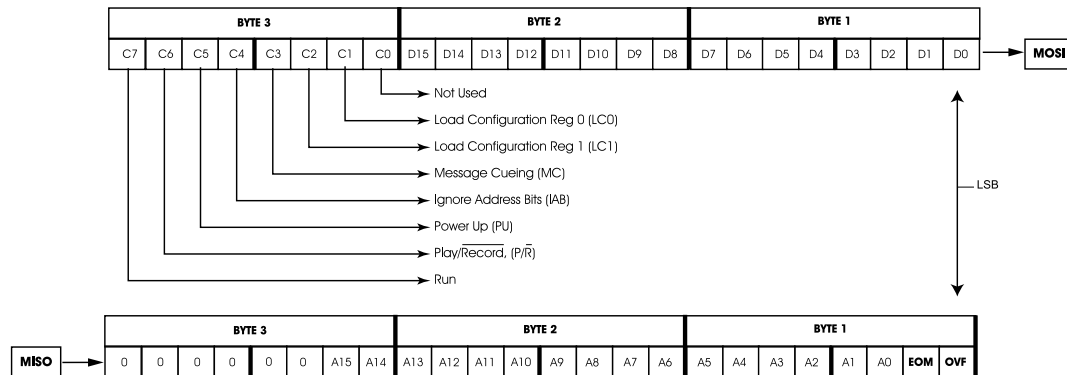 BYTE 3 BYTE 2 BYTE 1
C7 C6 C5 C4 C3 C2 C1 C0 D15 D14 D13 D12 D11 D10 D9 D8 D7 D6 D5 D4 D3 D2 D1 D0 MOSI
Not Used
Load Configuration Reg 0 (LC0)
Load Configuration Reg 1 (LC1)
Message Cueing (MC)
Ignore Address Bits (IAB)
LSB
Power Up (PU)
Play/Record, (P/R)
Run
BYTE 3 BYTE 2 BYTE 1
MISO 0 0 0 0 0 0 A15 A14 A13 A12 A11 A10 A9 A8 A7 A6 A5 A4 A3 A2 A1 A0 EOM OVF